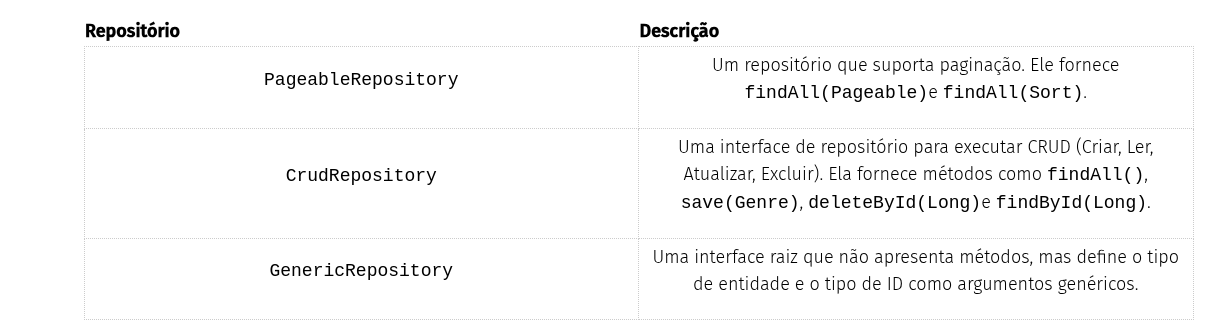 Repositório Descrição
PageableRepository
Um repositório que suporta paginação. Ele fornece
findAll(Pageable)e findAll(Sort).
CrudRepository
Uma interface de repositório para executar CRUD (Criar, Ler,
Atualizar, Excluir). Ela fornece métodos como findAll(),
save(Genre), deleteById(Long)e findById(Long).
GenericRepository
Uma interface raiz que não apresenta métodos, mas define o tipo
de entidade e o tipo de ID como argumentos genéricos.